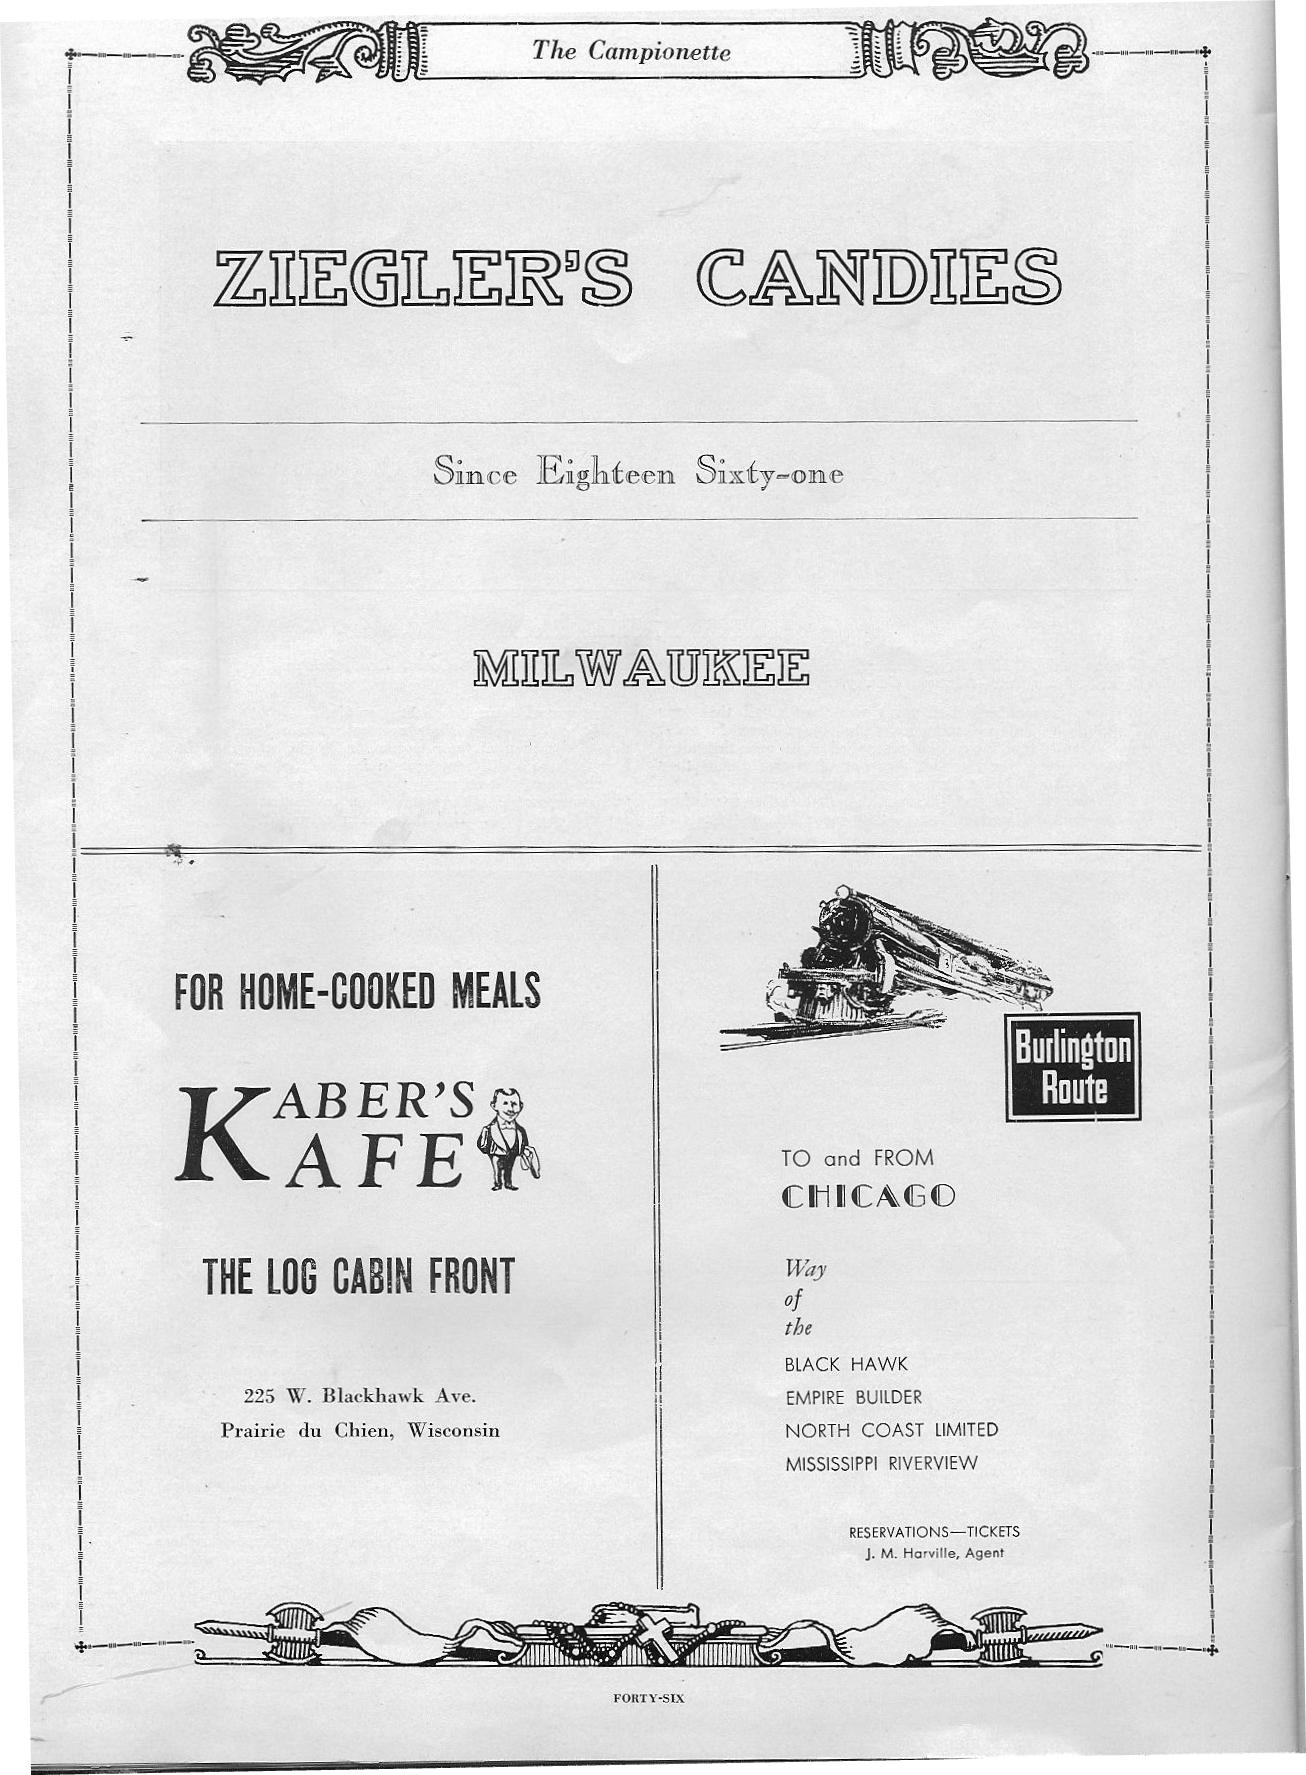 The Campionette
ZIEGLER'S CANDIES
Since Eighteen Sixty-one
MILWAUKEE
FOR HOME-COOKED MEALS
KABER'S
KAFE
THE LOG CABIN FRONT
225 W. Blackhawk Ave.
Prairie du Chien, Wisconsin
Burlington
Route
TO and FROM
CHICAGO
Way
of
the
BLACK HAWK
EMPIRE BUILDER
NORTH COAST LIMITED
MISSISSIPPI RIVERVIEW
RESERVATIONS—TICKETS
J. M. Harville, Agent
FORTY-SIX